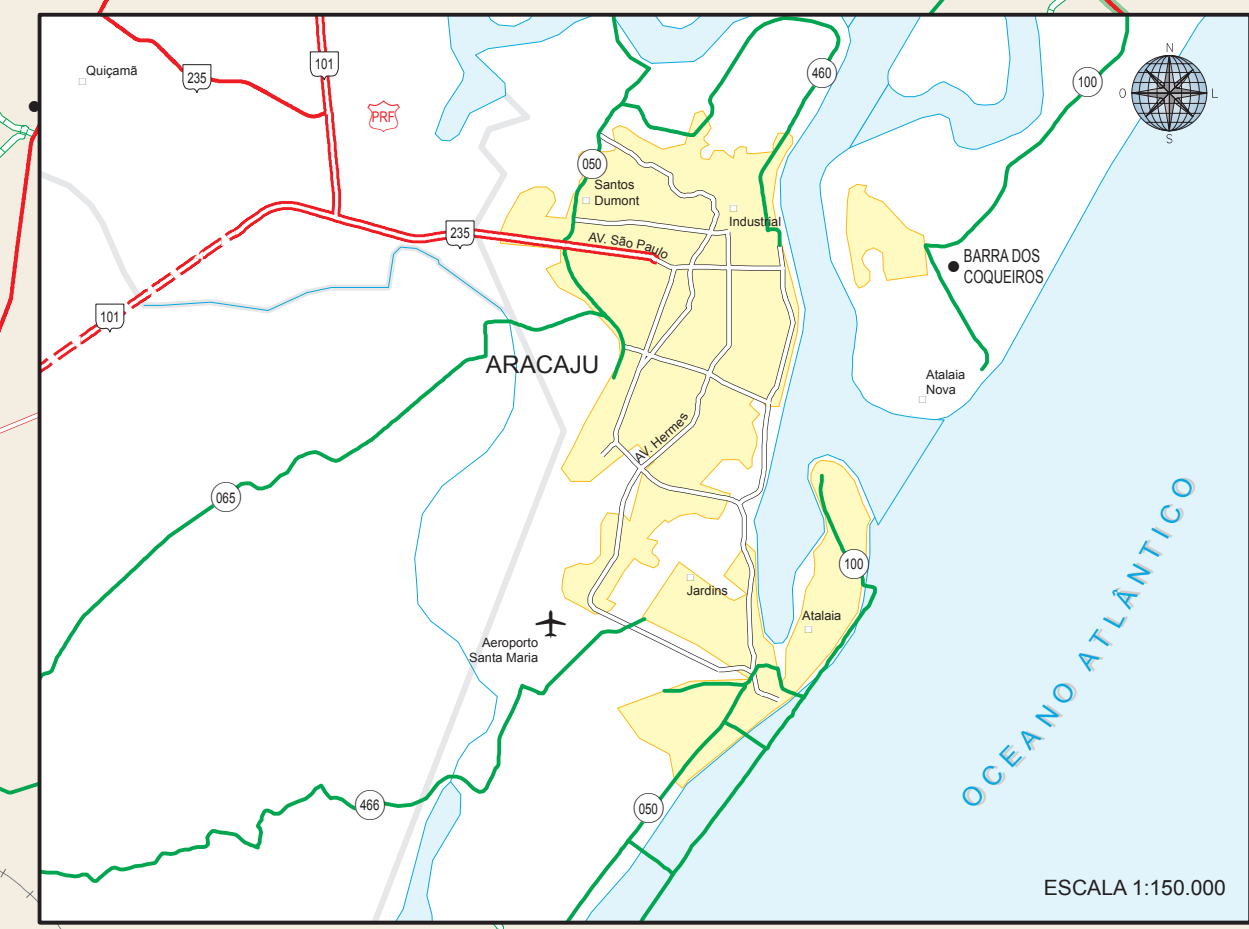 Quiçamã
235
101
PRF
460
100
N
O
L
S
050
Santos
Dumont
Industrial
AV. São Paulo
235
BARRA DOS
COQUEIROS
101
ARACAJU
Atalaia
Nova
AV. Hermes
065
100
Jardins
Atalaia
Aeroporto
Santa Maria
OCEANO ATLÂNTICO
466
050
ESCALA 1:150.000